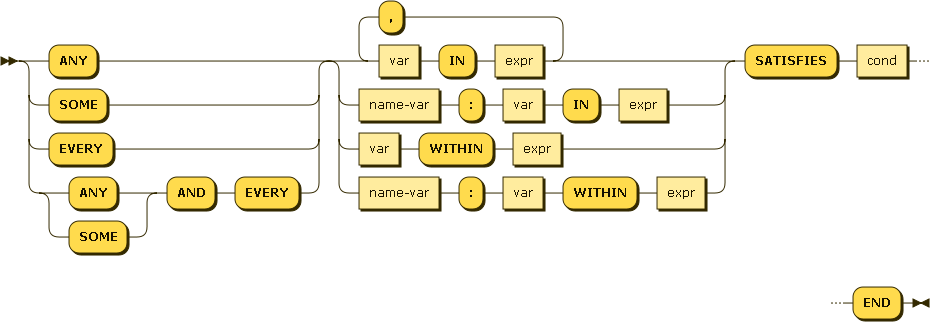 ,
ANY var IN expr SATISFIES cond
SOME name-var : var IN expr
EVERY var WITHIN expr
ANY AND EVERY name-var : var WITHIN expr
SOME
END